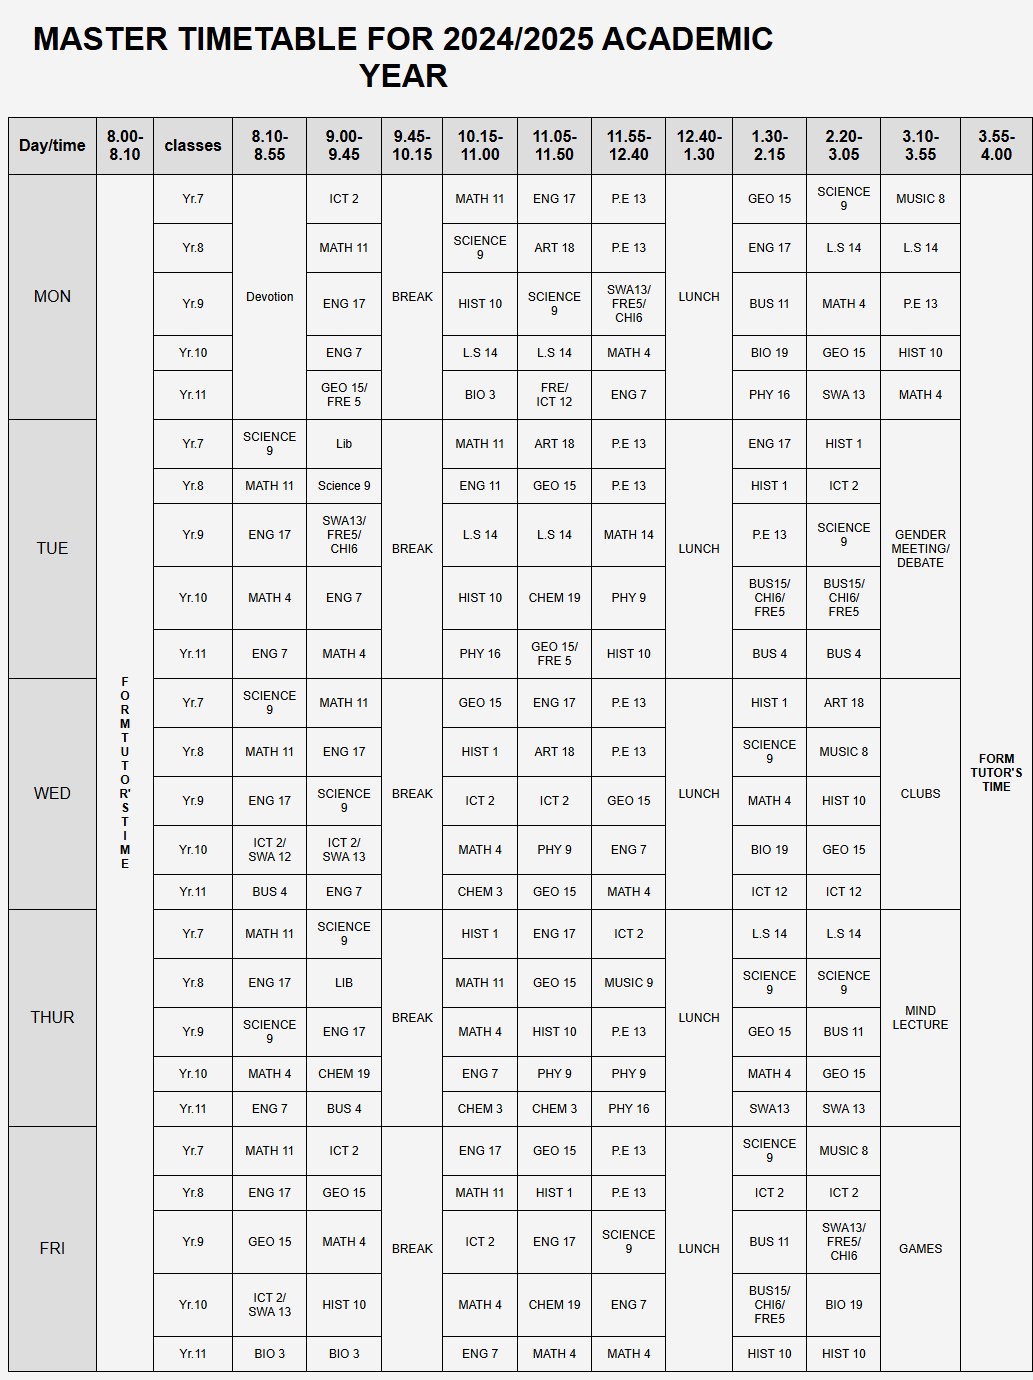 MASTER TIMETABLE FOR 2024/2025 ACADEMIC
YEAR
Day/time 8.00-8.10 classes 8.10-8.55 9.00-9.45 9.45-10.15 10.15-11.00 11.05-11.50 11.55-12.40 12.40-1.30 1.30-2.15 2.20-3.05 3.10-3.55 3.55-4.00
FORM TUTOR'S TIME
MON
Yr.7 Devotion ICT 2 BREAK MATH 11 ENG 17 P.E 13 LUNCH GEO 15 SCIENCE 9 MUSIC 8
Yr.8 MATH 11 SCIENCE 9 ART 18 P.E 13 ENG 17 L.S 14 L.S 14
Yr.9 ENG 17 HIST 10 SCIENCE 9 SWA13/ FRE5/ CHI6 BUS 11 MATH 4 P.E 13
Yr.10 ENG 7 L.S 14 L.S 14 MATH 4 BIO 19 GEO 15 HIST 10
Yr.11 GEO 15/ FRE 5 BIO 3 FRE/ ICT 12 ENG 7 PHY 16 SWA 13 MATH 4
TUE
Yr.7 SCIENCE 9 Lib BREAK MATH 11 ART 18 P.E 13 LUNCH ENG 17 HIST 1 GENDER MEETING/ DEBATE
Yr.8 MATH 11 Science 9 ENG 11 GEO 15 P.E 13 HIST 1 ICT 2
Yr.9 ENG 17 SWA13/ FRE5/ CHI6 L.S 14 L.S 14 MATH 14 P.E 13 SCIENCE 9
Yr.10 MATH 4 ENG 7 HIST 10 CHEM 19 PHY 9 BUS15/ CHI6/ FRE5 BUS15/ CHI6/ FRE5
Yr.11 ENG 7 MATH 4 PHY 16 GEO 15/ FRE 5 HIST 10 BUS 4 BUS 4
WED
Yr.7 SCIENCE 9 MATH 11 BREAK GEO 15 ENG 17 P.E 13 LUNCH HIST 1 ART 18 CLUBS
Yr.8 MATH 11 ENG 17 HIST 1 ART 18 P.E 13 SCIENCE 9 MUSIC 8
Yr.9 ENG 17 SCIENCE 9 ICT 2 ICT 2 GEO 15 MATH 4 HIST 10
Yr.10 ICT 2/ SWA 12 ICT 2/ SWA 13 MATH 4 PHY 9 ENG 7 BIO 19 GEO 15
Yr.11 BUS 4 ENG 7 CHEM 3 GEO 15 MATH 4 ICT 12 ICT 12
FORM TUTOR'S TIME
THUR
Yr.7 MATH 11 SCIENCE 9 BREAK HIST 1 ENG 17 ICT 2 LUNCH L.S 14 L.S 14 MIND LECTURE
Yr.8 ENG 17 LIB MATH 11 GEO 15 MUSIC 9 SCIENCE 9 SCIENCE 9
Yr.9 SCIENCE 9 ENG 17 MATH 4 HIST 10 P.E 13 GEO 15 BUS 11
Yr.10 MATH 4 CHEM 19 ENG 7 PHY 9 PHY 9 MATH 4 GEO 15
Yr.11 ENG 7 BUS 4 CHEM 3 CHEM 3 PHY 16 SWA13 SWA 13
FRI
Yr.7 MATH 11 ICT 2 BREAK ENG 17 GEO 15 P.E 13 LUNCH SCIENCE 9 MUSIC 8 GAMES
Yr.8 ENG 17 GEO 15 MATH 11 HIST 1 P.E 13 ICT 2 ICT 2
Yr.9 GEO 15 MATH 4 ICT 2 ENG 17 SCIENCE 9 BUS 11 SWA13/ FRE5/ CHI6
Yr.10 ICT 2/ SWA 13 HIST 10 MATH 4 CHEM 19 ENG 7 BUS15/ CHI6/ FRE5 BIO 19
Yr.11 BIO 3 BIO 3 ENG 7 MATH 4 MATH 4 HIST 10 HIST 10